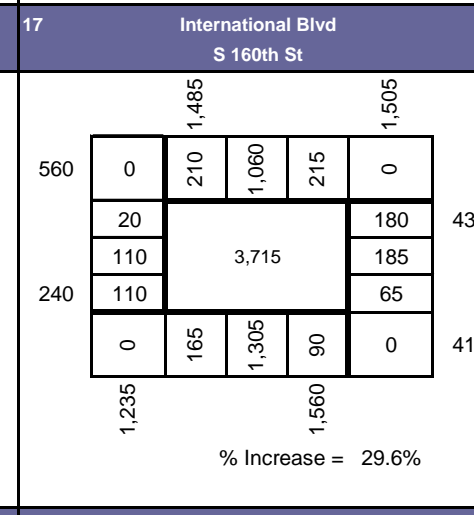 17 International Blvd
S 160th St
1,485 1,505
560 0 210 1,060 215 0
20 180 43
110 3,715 185
240 110 65
0 165 1,305 90 0 41
1,235 1,560
% Increase = 29.6%